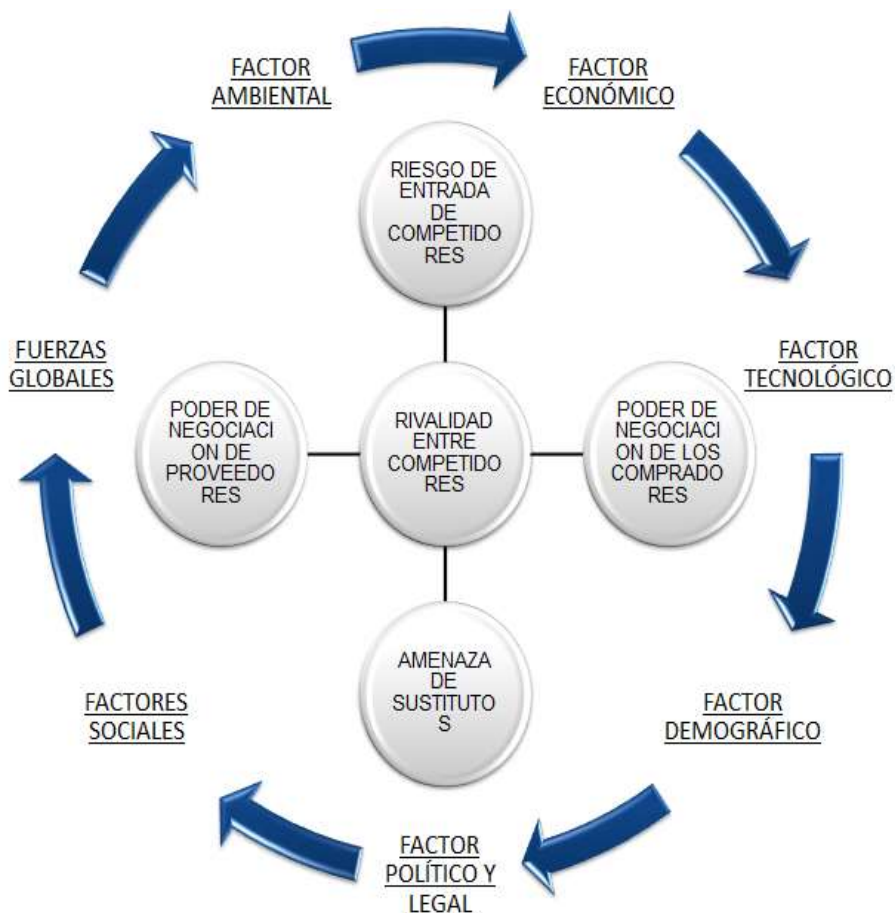 FACTOR
AMBIENTAL
FACTOR
ECONÓMICO
RIESGO DE
ENTRADA
DE
COMPETIDO
RES
FUERZAS
GLOBALES
FACTOR
TECNOLÓGICO
PODER DE
NEGOCIACI
ON DE
PROVEEDO
RES
RIVALIDAD
ENTRE
COMPETIDO
RES
PODER DE
NEGOCIACI
ON DE LOS
COMPRADO
RES
AMENAZA
DE
SUSTITUTO
S
FACTORES
SOCIALES
FACTOR
DEMOGRÁFICO
FACTOR
POLÍTICO Y
LEGAL